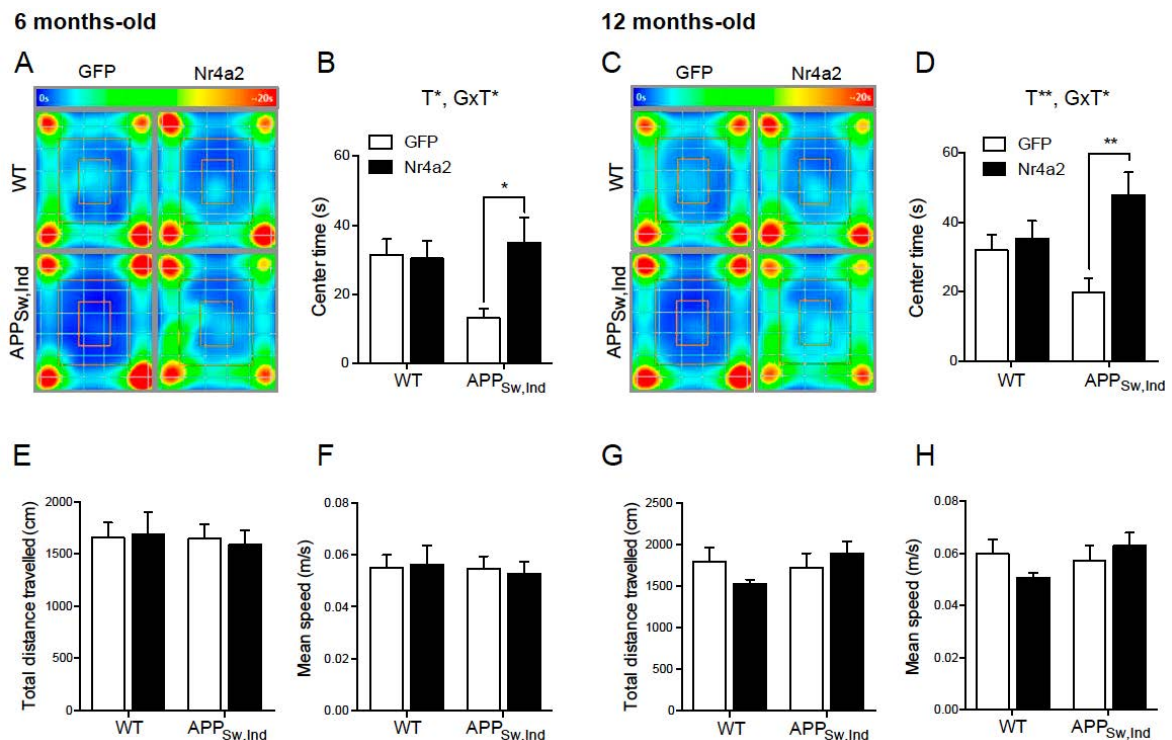 6 months-old
12 months-old
A
GFP
Nr4a2
0s
~20s
WT
APPSw,Ind
B
T*, GxT*
GFP
Nr4a2
Center time (s)
60
40
20
0
*
WT
APPSw,Ind
C
GFP
Nr4a2
0s
~20s
WT
APPSw,Ind
D
T**, GxT*
GFP
Nr4a2
Center time (s)
60
40
20
0
**
WT
APPSw,Ind
E
Total distance travelled (cm)
2000
1500
1000
500
0
WT
APPSw,Ind
F
Mean speed (m/s)
0.08
0.06
0.04
0.02
0.00
WT
APPSw,Ind
G
Total distance travelled (cm)
2500
2000
1500
1000
500
0
WT
APPSw,Ind
H
Mean speed (m/s)
0.08
0.06
0.04
0.02
0.00
WT
APPSw,Ind